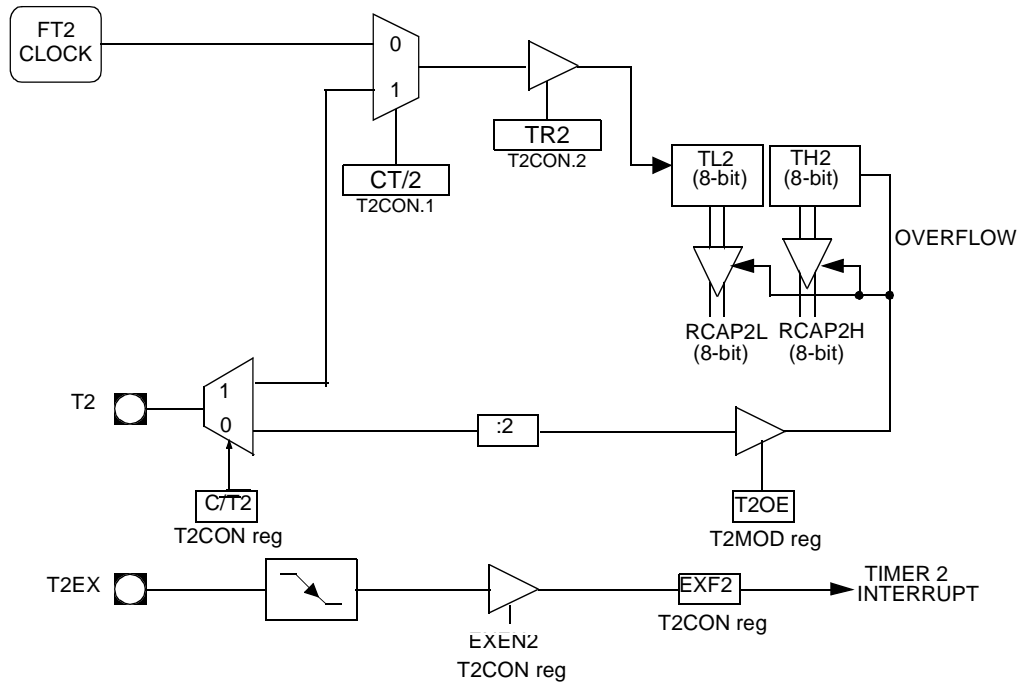 FT2
CLOCK
0
1
TR2
T2CON.2
CT/2
T2CON.1
TL2
(8-bit)
TH2
(8-bit)
OVERFLOW
RCAP2L
(8-bit)
RCAP2H
(8-bit)
T2
1
0
:2
C/T2
T2CON reg
T2OE
T2MOD reg
T2EX
EXEN2
T2CON reg
EXF2
T2CON reg
TIMER 2
INTERRUPT